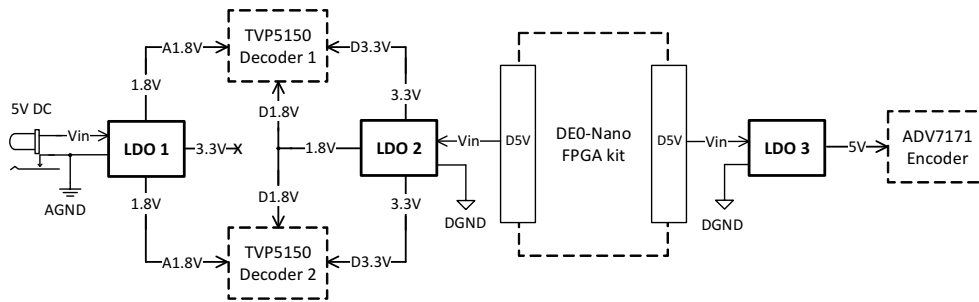 TVP5150
Decoder 1
A1.8V
D3.3V
1.8V
D1.8V
3.3V
5V DC
Vin
LDO 1
3.3V
X
1.8V
LDO 2
Vin
D5V
DE0-Nano
FPGA kit
D5V
Vin
LDO 3
5V
ADV7171
Encoder
AGND
1.8V
D1.8V
3.3V
DGND
DGND
TVP5150
Decoder 2
A1.8V
D3.3V